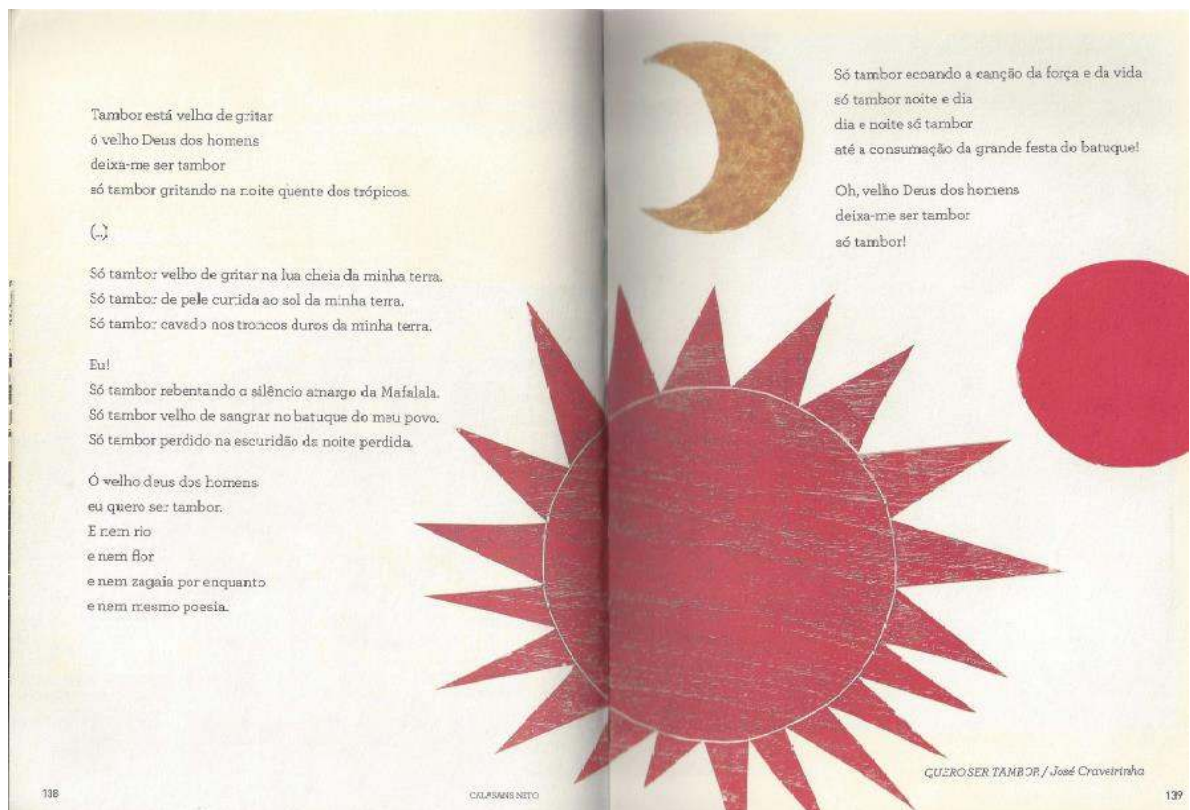 Tambor está velho de gritar
ó velho Deus dos homens
deixa-me ser tambor
só tambor gritando na noite quente dos trópicos.
(...)
Só tambor velho de gritar na lua cheia da minha terra.
Só tambor de pele curtida ao sol da minha terra.
Só tambor cavado nos troncos duros da minha terra.
Eu!
Só tambor rebentando o silêncio amargo da Mafalala.
Só tambor velho de sangrar no batuque do meu povo.
Só tambor perdido na escuridão da noite perdida.
Ó velho deus dos homens
eu quero ser tambor.
E nem rio
e nem flor
e nem zagaia por enquanto
e nem mesmo poesia.
138
CALASANS NETO
Só tambor ecoando a canção da força e da vida
só tambor noite e dia
dia e noite só tambor
até a consumação da grande festa do batuque!
Oh, velho Deus dos homens
deixa-me ser tambor
só tambor!
QUERO SER TAMBOR / José Craveirinha
139